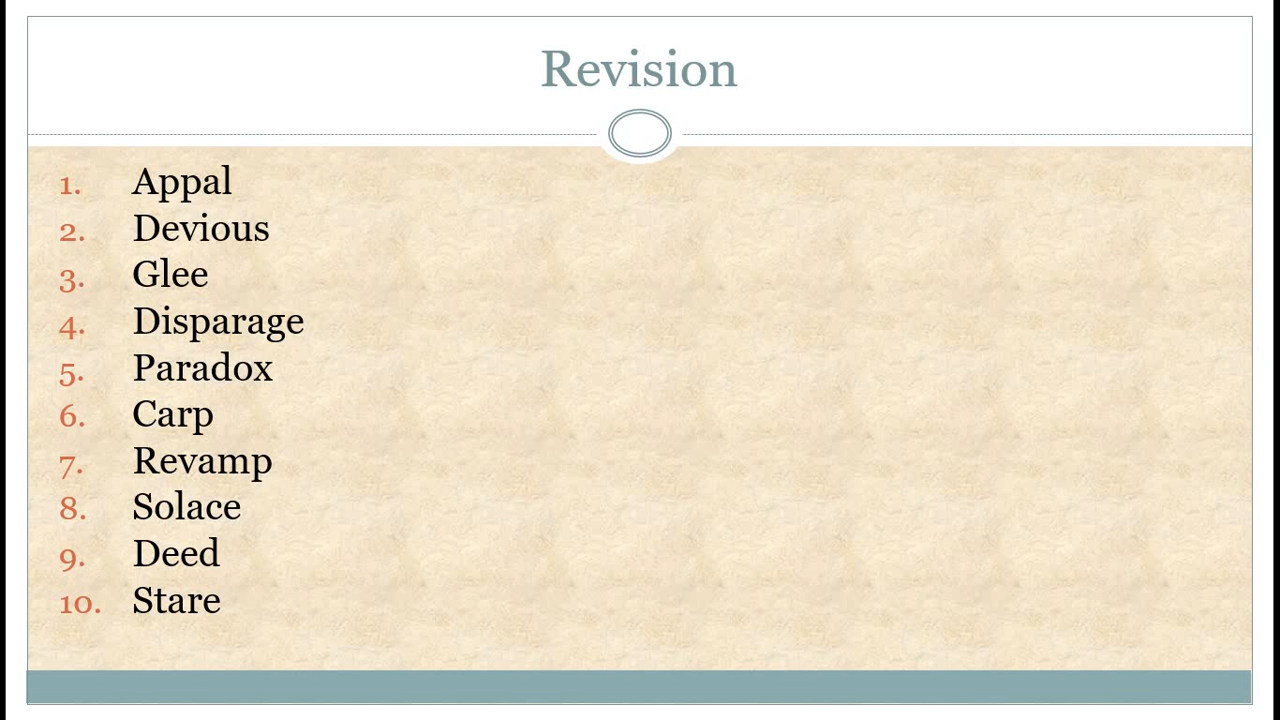 Revision
1. Appal
2. Devious
3. Glee
4. Disparage
5. Paradox
6. Carp
7. Revamp
8. Solace
9. Deed
10. Stare